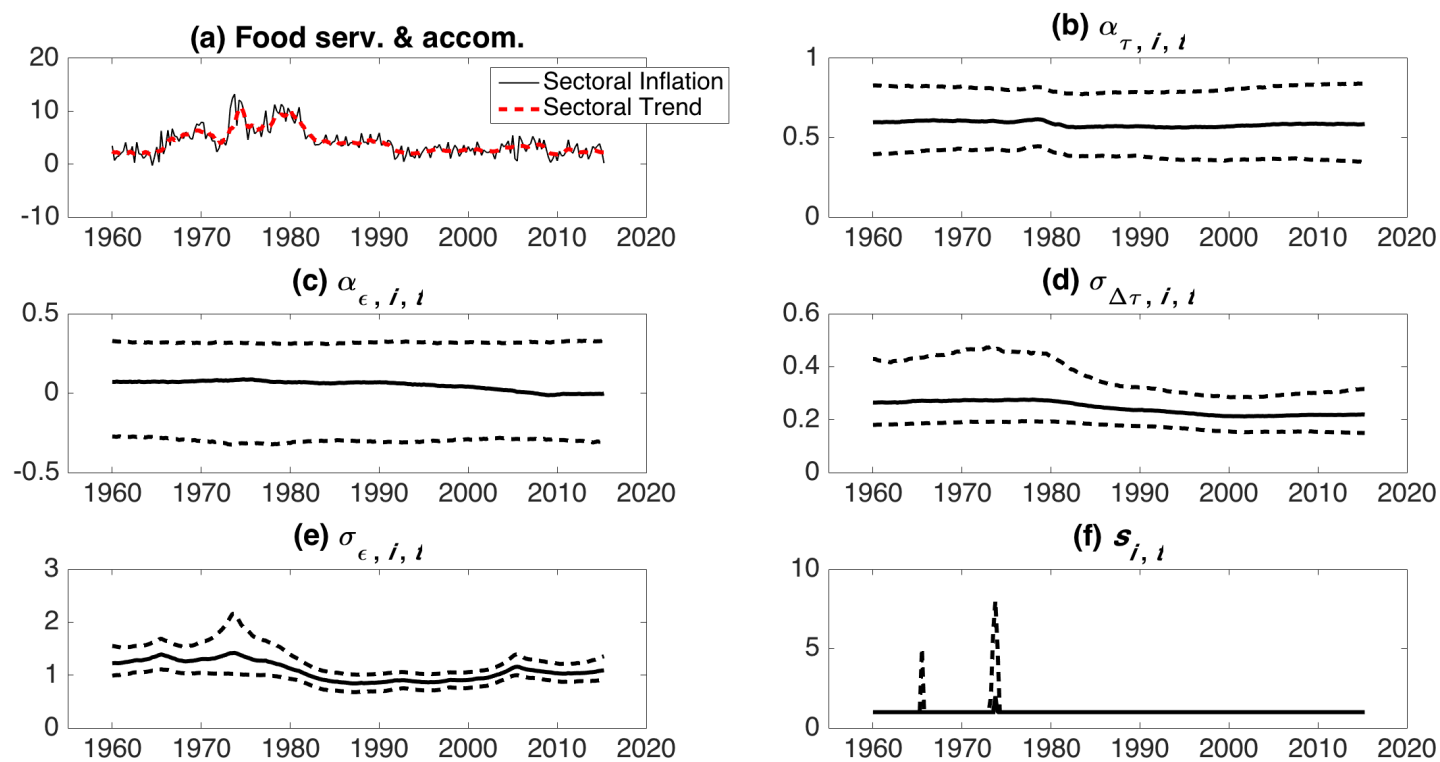 (a) Food serv. & accom.
20
10
0
-10
Sectoral Inflation
Sectoral Trend
1960 1970 1980 1990 2000 2010 2020
(b) α τ, i, t
1
0.5
0
1960 1970 1980 1990 2000 2010 2020
(c) α ϵ, i, t
0.5
0
-0.5
1960 1970 1980 1990 2000 2010 2020
(d) σ Δτ, i, t
0.6
0.4
0.2
0
1960 1970 1980 1990 2000 2010 2020
(e) σ ϵ, i, t
3
2
1
0
1960 1970 1980 1990 2000 2010 2020
(f) s i, t
10
5
0
1960 1970 1980 1990 2000 2010 2020